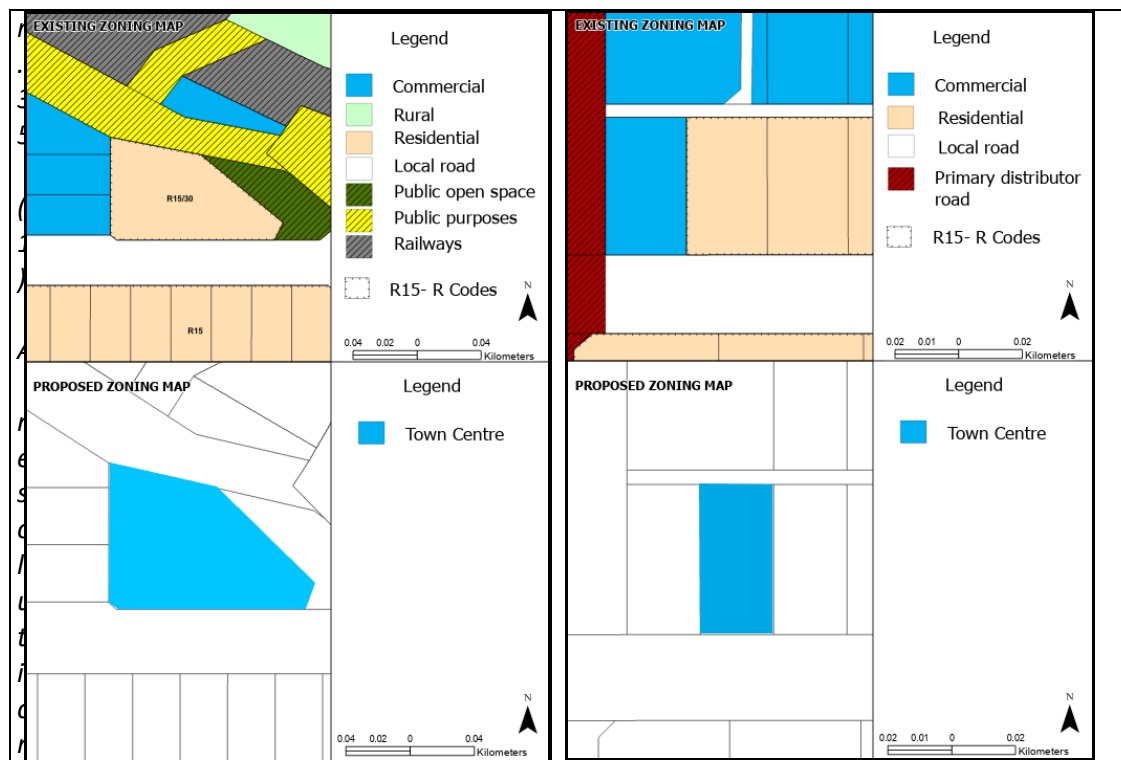 EXISTING ZONING MAP
Legend
Commercial
Rural
Residential
Local road
Public open space
Public purposes
Railways
R15- R Codes
R15/30
R15
N
0.04 0.02 0 0.04
Kilometers
PROPOSED ZONING MAP
Legend
Town Centre
N
0.04 0.02 0 0.04
Kilometers
EXISTING ZONING MAP
Legend
Commercial
Residential
Local road
Primary distributor
road
R15- R Codes
N
0.02 0.01 0 0.02
Kilometers
PROPOSED ZONING MAP
Legend
Town Centre
N
0.02 0.01 0 0.02
Kilometers